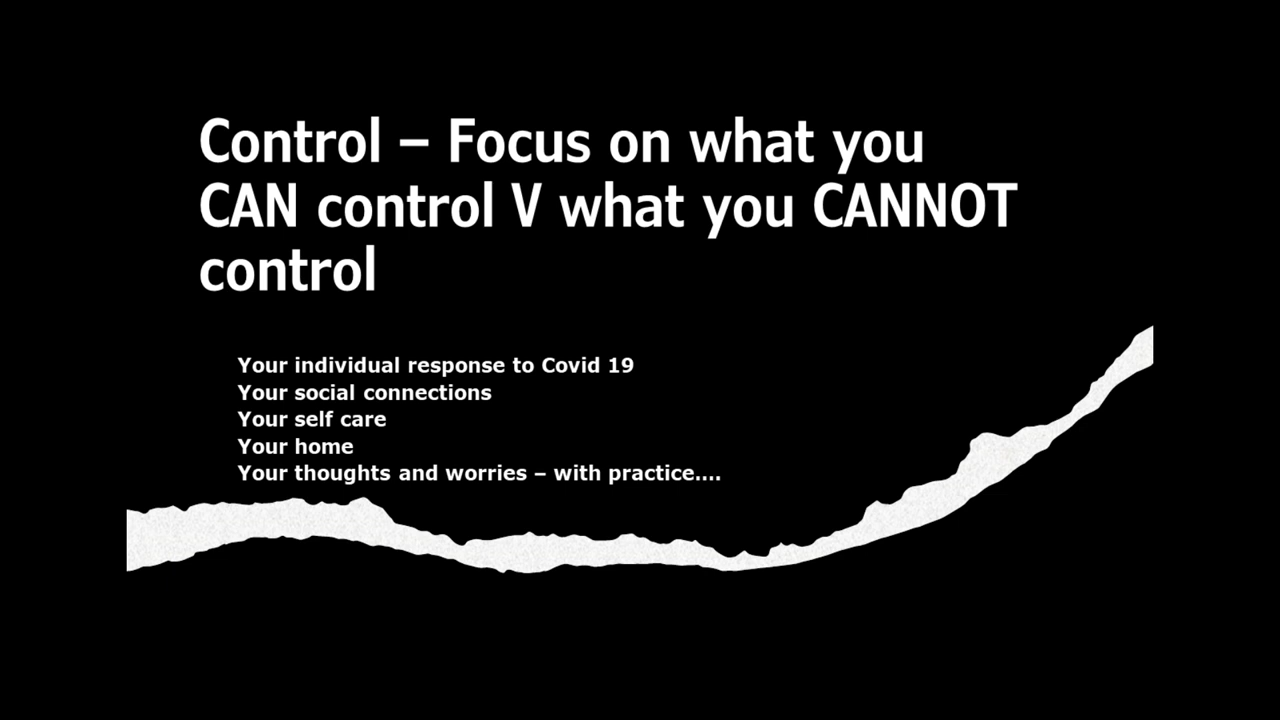 Control – Focus on what you
CAN control V what you CANNOT
control
Your individual response to Covid 19
Your social connections
Your self care
Your home
Your thoughts and worries – with practice....